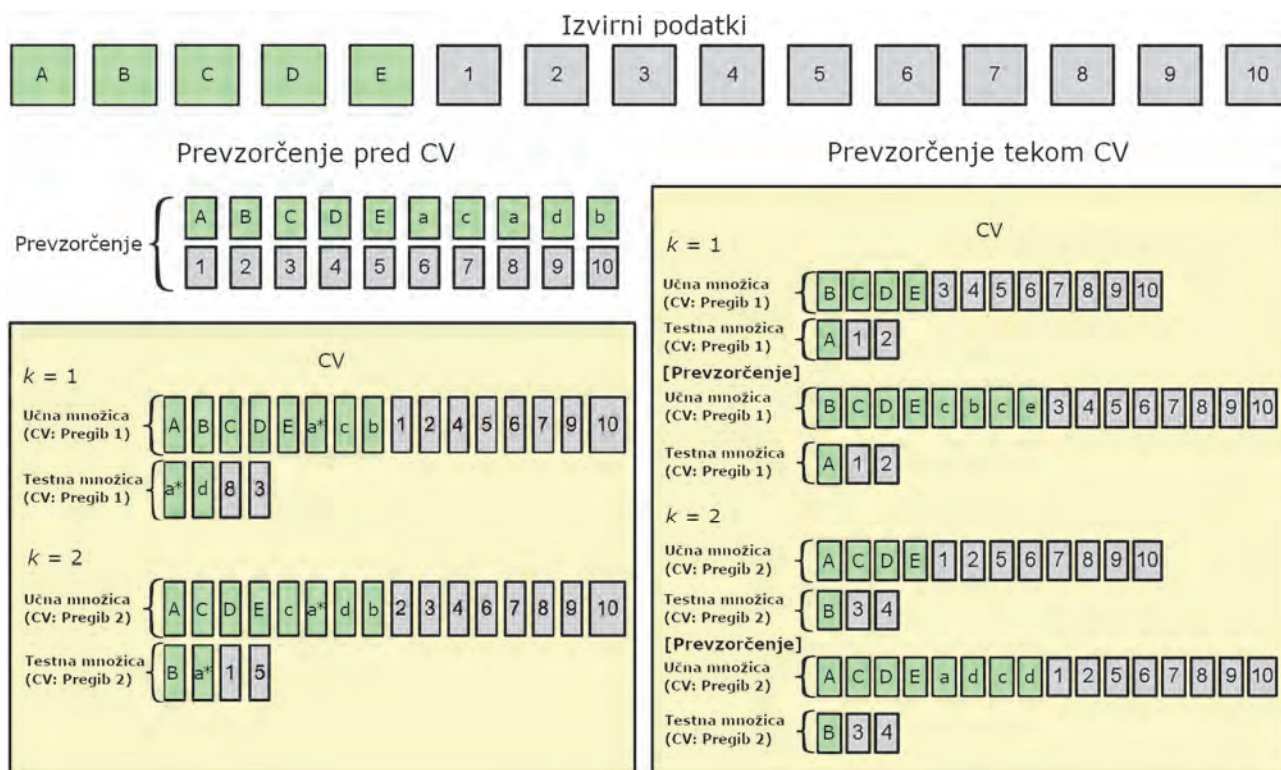 Izvirni podatki
A B C D E 1 2 3 4 5 6 7 8 9 10
Prevzorčenje pred CV
Prevzorčenje
A B C D E a c a d b
1 2 3 4 5 6 7 8 9 10
CV
k = 1
Učna množica
(CV: Pregib 1)
A B C D E a* c b 1 2 4 5 6 7 9 10
Testna množica
(CV: Pregib 1)
a* d 8 3
k = 2
Učna množica
(CV: Pregib 2)
A C D E c a* d b 2 3 4 6 7 8 9 10
Testna množica
(CV: Pregib 2)
B a* 1 5
Prevzorčenje tekom CV
CV
k = 1
Učna množica
(CV: Pregib 1)
B C D E 3 4 5 6 7 8 9 10
Testna množica
(CV: Pregib 1)
A 1 2
[Prevzorčenje]
Učna množica
(CV: Pregib 1)
B C D E c b c e 3 4 5 6 7 8 9 10
Testna množica
(CV: Pregib 1)
A 1 2
k = 2
Učna množica
(CV: Pregib 2)
A C D E 1 2 5 6 7 8 9 10
Testna množica
(CV: Pregib 2)
B 3 4
[Prevzorčenje]
Učna množica
(CV: Pregib 2)
A C D E a d c d 1 2 5 6 7 8 9 10
Testna množica
(CV: Pregib 2)
B 3 4